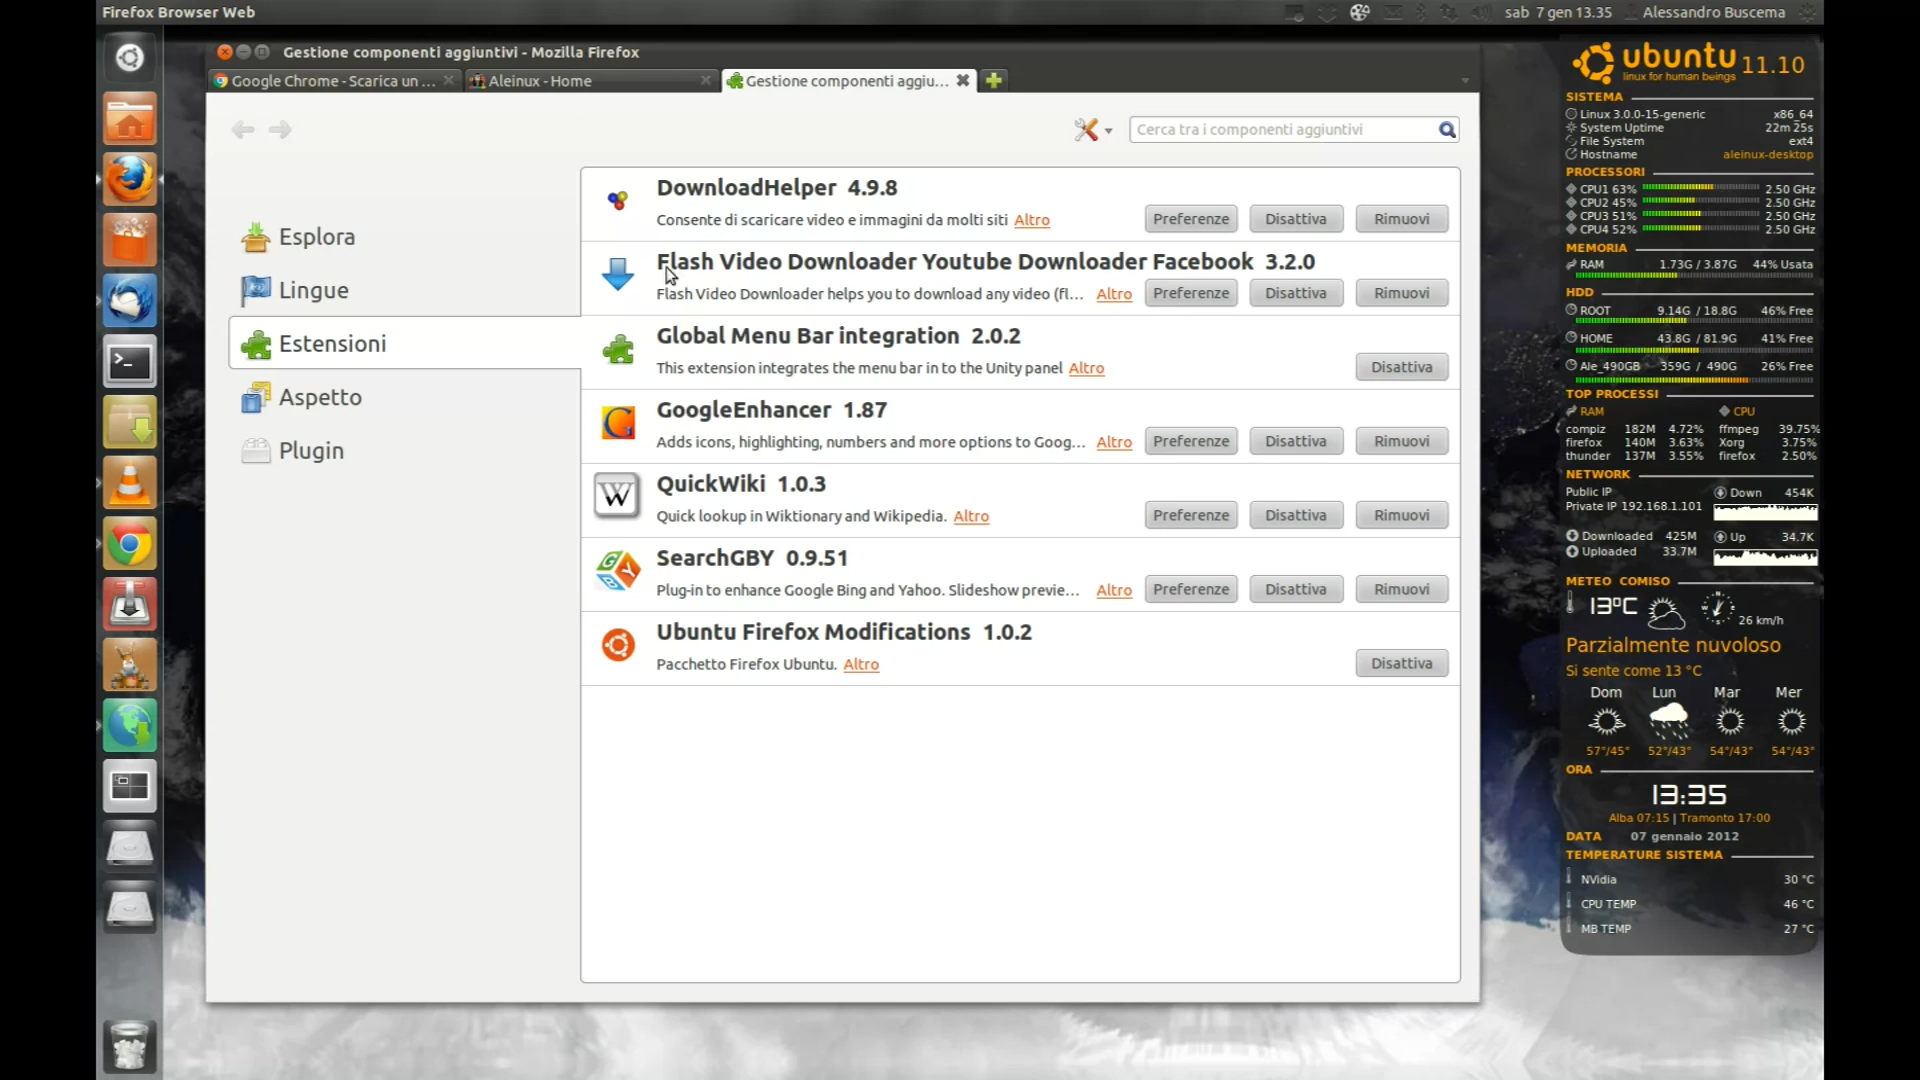 Firefox Browser Web
sab 7 gen 13.35
Alessandro Buscema
Gestione componenti aggiuntivi - Mozilla Firefox
Google Chrome - Scarica un ...
Aleinux - Home
Gestione componenti aggiu...
Cerca tra i componenti aggiuntivi
Esplora
Lingue
Estensioni
Aspetto
Plugin
DownloadHelper 4.9.8
Consente di scaricare video e immagini da molti siti Altro
Preferenze Disattiva Rimuovi
Flash Video Downloader Youtube Downloader Facebook 3.2.0
Flash Video Downloader helps you to download any video (fl... Altro
Preferenze Disattiva Rimuovi
Global Menu Bar integration 2.0.2
This extension integrates the menu bar in to the Unity panel Altro
Disattiva
GoogleEnhancer 1.87
Adds icons, highlighting, numbers and more options to Goog... Altro
Preferenze Disattiva Rimuovi
W
QuickWiki 1.0.3
Quick lookup in Wiktionary and Wikipedia. Altro
Preferenze Disattiva Rimuovi
G Y B
SearchGBY 0.9.51
Plug-in to enhance Google Bing and Yahoo. Slideshow previe... Altro
Preferenze Disattiva Rimuovi
Ubuntu Firefox Modifications 1.0.2
Pacchetto Firefox Ubuntu. Altro
Disattiva
ubuntu 11.10
linux for human beings
SISTEMA
Linux 3.0.0-15-generic x86_64
System Uptime 22m 25s
File System ext4
Hostname aleinux-desktop
PROCESSORI
CPU1 63% 2.50 GHz
CPU2 45% 2.50 GHz
CPU3 51% 2.50 GHz
CPU4 52% 2.50 GHz
MEMORIA
RAM 1.73G / 3.87G 44% Usata
HDD
ROOT 9.14G / 18.8G 46% Free
HOME 43.8G / 81.9G 41% Free
Ale_490GB 359G / 490G 26% Free
TOP PROCESSI
RAM CPU
compiz 182M 4.72% ffmpeg 39.75%
firefox 140M 3.63% Xorg 3.75%
thunder 137M 3.55% firefox 2.50%
NETWORK
Public IP Down 454K
Private IP 192.168.1.101
Downloaded 425M Up 34.7K
Uploaded 33.7M
METEO COMISO
13°C 26 km/h
Parzialmente nuvoloso
Si sente come 13 °C
Dom Lun Mar Mer
57°/45° 52°/43° 54°/43° 54°/43°
ORA
13:35
Alba 07:15 | Tramonto 17:00
DATA 07 gennaio 2012
TEMPERATURE SISTEMA
NVidia 30 °C
CPU TEMP 46 °C
MB TEMP 27 °C